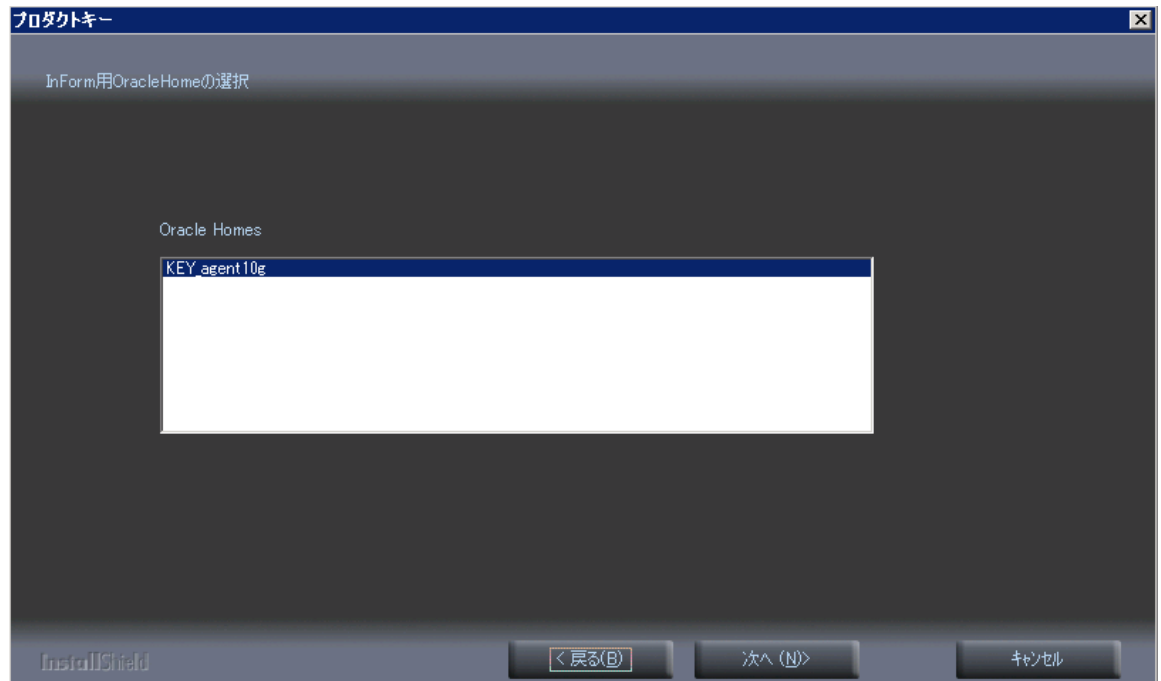 プロダクトキー
InForm用OracleHomeの選択
Oracle Homes
KEY_agent10g
InstallShield
< 戻る(B)
次へ (N)>
キャンセル